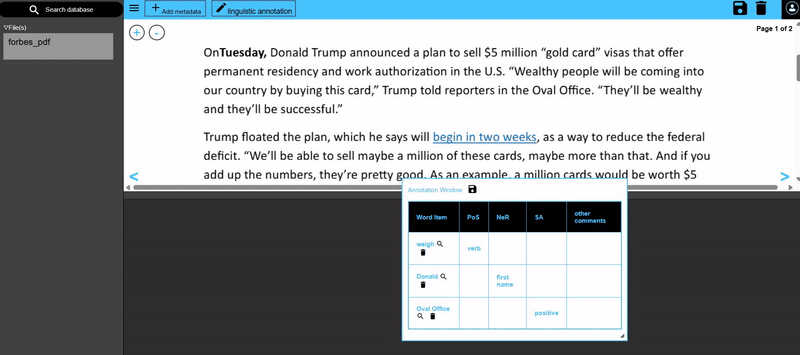 Search database
Add metadata
linguistic annotation
▽File(s)
forbes_pdf
+ -
Page 1 of 2
OnTuesday, Donald Trump announced a plan to sell $5 million “gold card” visas that offer
permanent residency and work authorization in the U.S. “Wealthy people will be coming into
our country by buying this card,” Trump told reporters in the Oval Office. “They’ll be wealthy
and they’ll be successful.”
Trump floated the plan, which he says will begin in two weeks, as a way to reduce the federal
deficit. “We’ll be able to sell maybe a million of these cards, maybe more than that. And if you
add up the numbers, they’re pretty good. As an example, a million cards would be worth $5
< >
Annotation Window
Word Item PoS NeR SA other
comments
weigh verb
Donald first
name
Oval Office positive